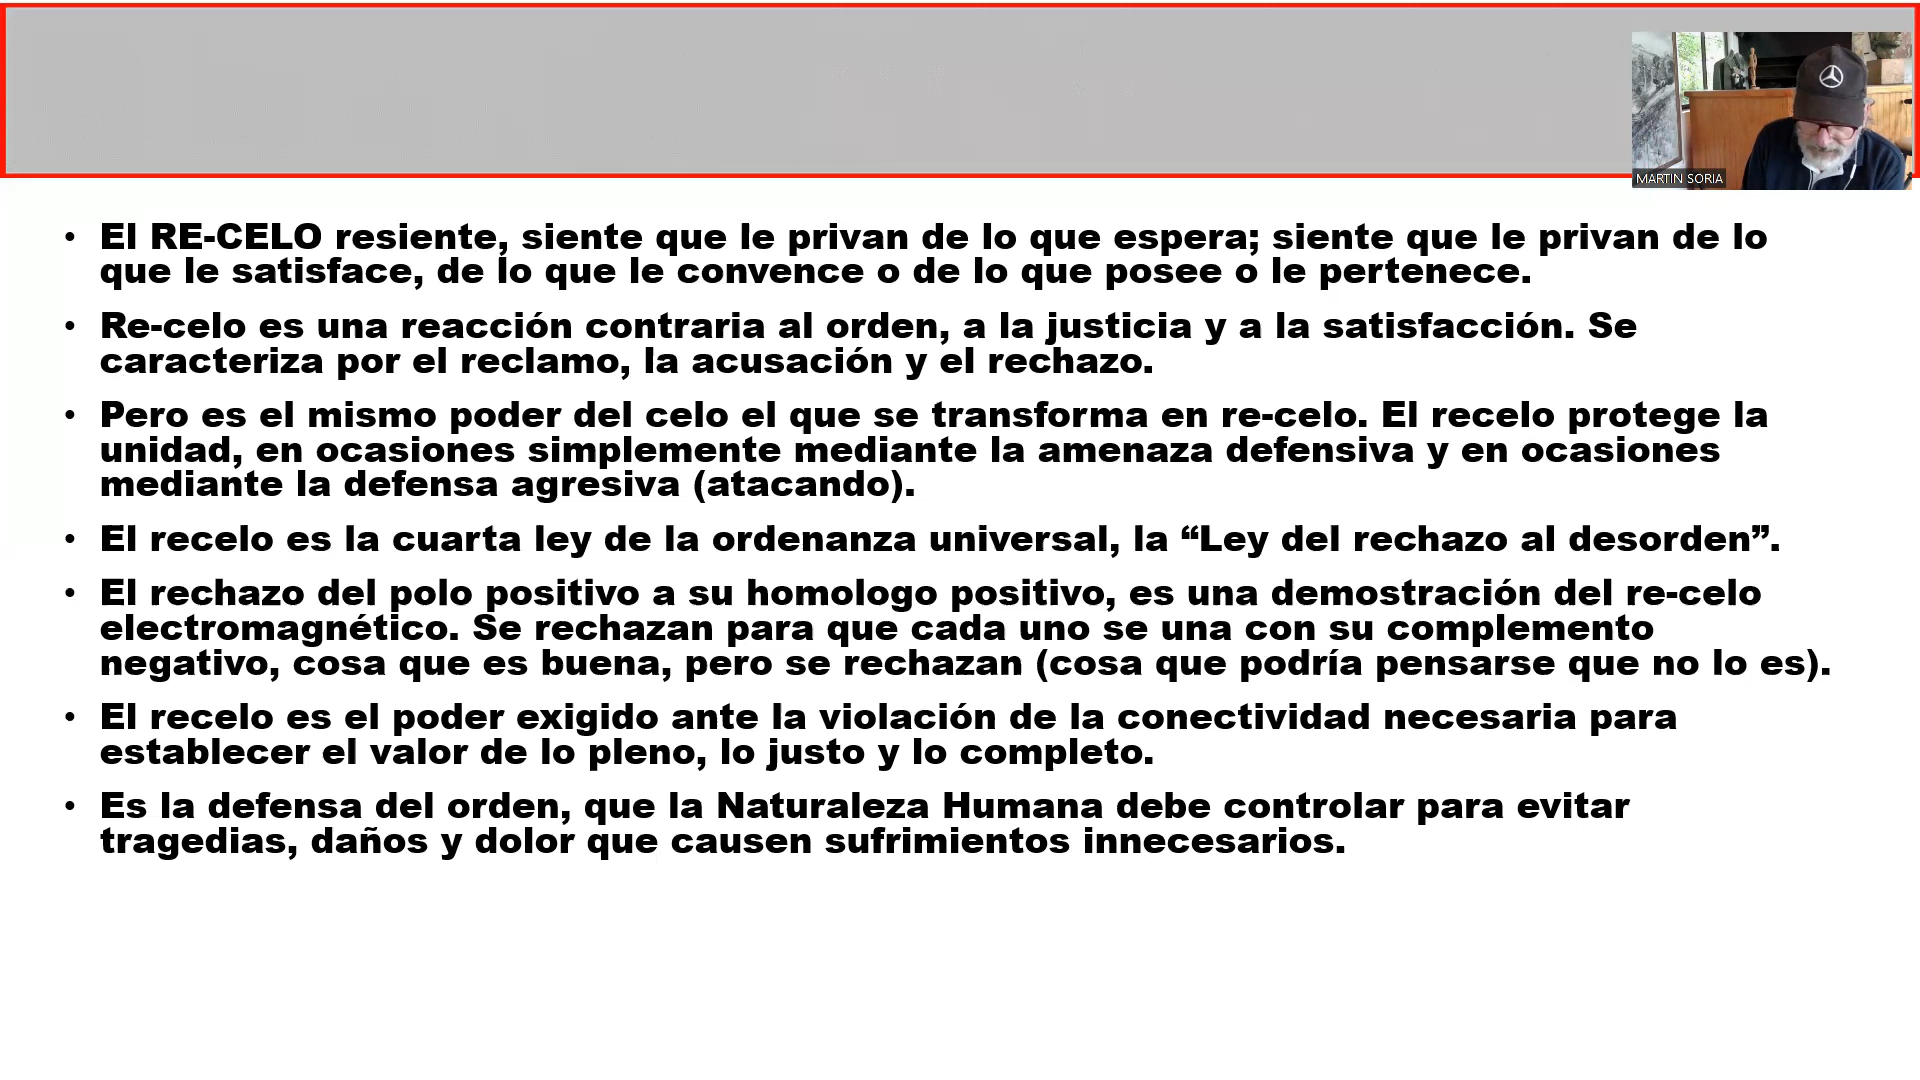 MARTIN SORIA
• El RE-CELO resiente, siente que le privan de lo que espera; siente que le privan de lo
que le satisface, de lo que le convence o de lo que posee o le pertenece.
• Re-celo es una reacción contraria al orden, a la justicia y a la satisfacción. Se
caracteriza por el reclamo, la acusación y el rechazo.
• Pero es el mismo poder del celo el que se transforma en re-celo. El recelo protege la
unidad, en ocasiones simplemente mediante la amenaza defensiva y en ocasiones
mediante la defensa agresiva (atacando).
• El recelo es la cuarta ley de la ordenanza universal, la “Ley del rechazo al desorden”.
• El rechazo del polo positivo a su homologo positivo, es una demostración del re-celo
electromagnético. Se rechazan para que cada uno se una con su complemento
negativo, cosa que es buena, pero se rechazan (cosa que podría pensarse que no lo es).
• El recelo es el poder exigido ante la violación de la conectividad necesaria para
establecer el valor de lo pleno, lo justo y lo completo.
• Es la defensa del orden, que la Naturaleza Humana debe controlar para evitar
tragedias, daños y dolor que causen sufrimientos innecesarios.